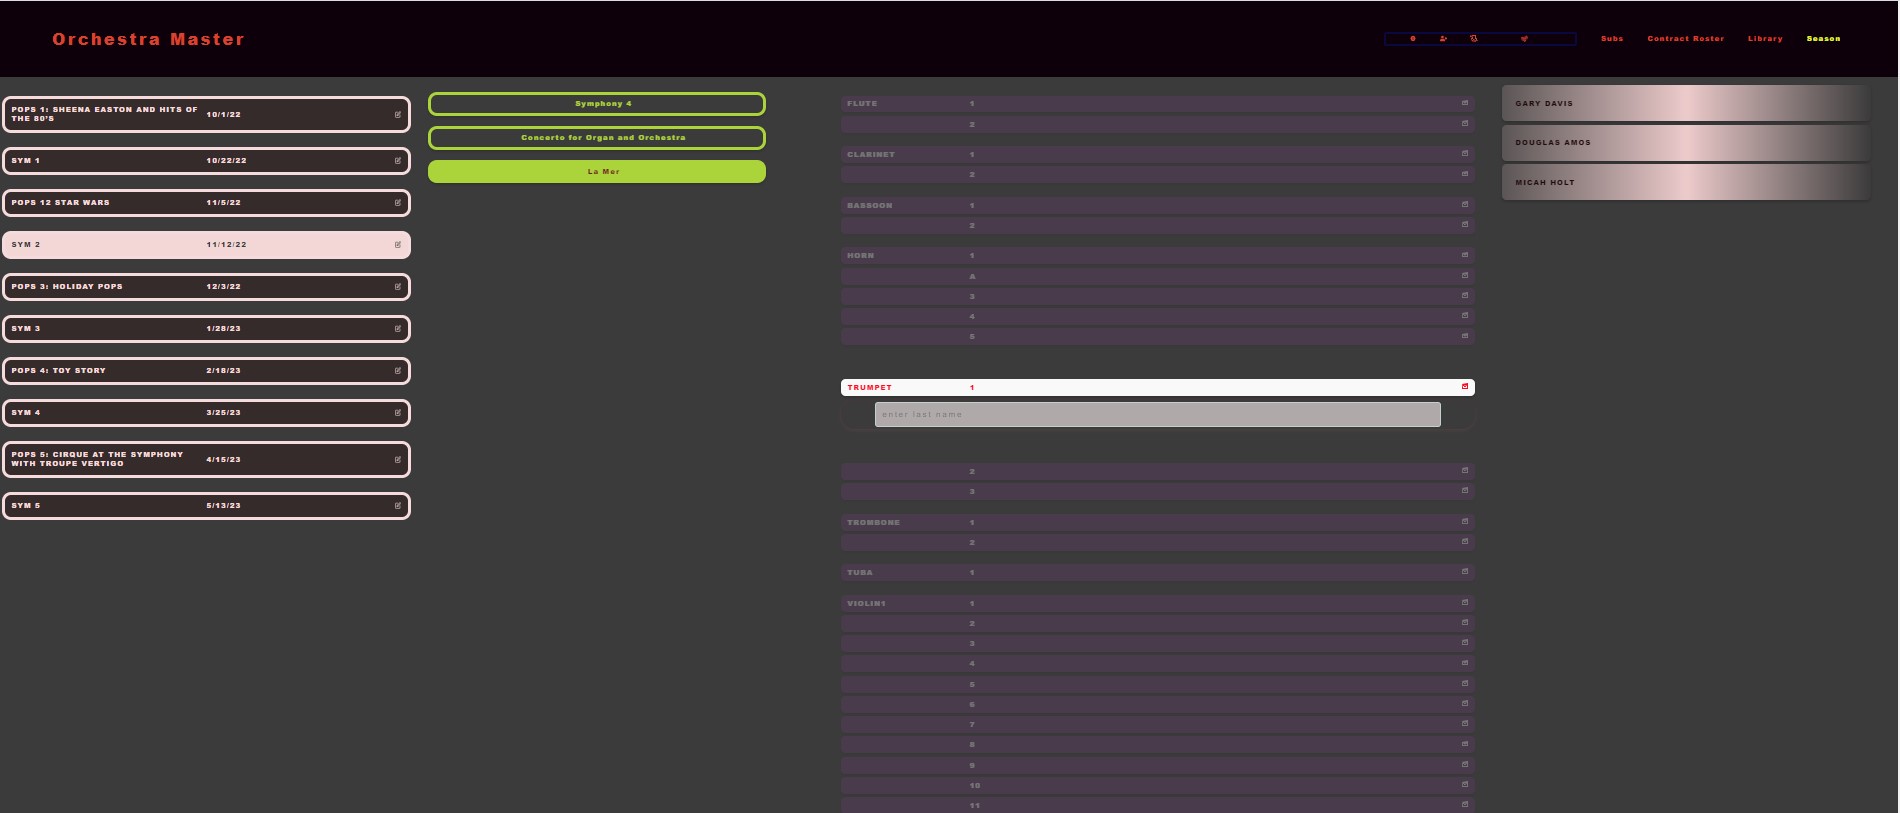 Orchestra Master
Subs Contract Roster Library Season
POPS 1: SHEENA EASTON AND HITS OF
THE 80'S
10/1/22
SYM 1 10/22/22
POPS 12 STAR WARS 11/5/22
SYM 2 11/12/22
POPS 3: HOLIDAY POPS 12/3/22
SYM 3 1/28/23
POPS 4: TOY STORY 2/18/23
SYM 4 3/25/23
POPS 5: CIRQUE AT THE SYMPHONY
WITH TROUPE VERTIGO
4/15/23
SYM 5 5/13/23
Symphony 4
Concerto for Organ and Orchestra
La Mer
FLUTE 1
2
CLARINET 1
2
BASSOON 1
2
HORN 1
A
3
4
5
TRUMPET 1
enter last name
2
3
TROMBONE 1
2
TUBA 1
VIOLIN1 1
2
3
4
5
6
7
8
9
10
11
GARY DAVIS
DOUGLAS AMOS
MICAH HOLT